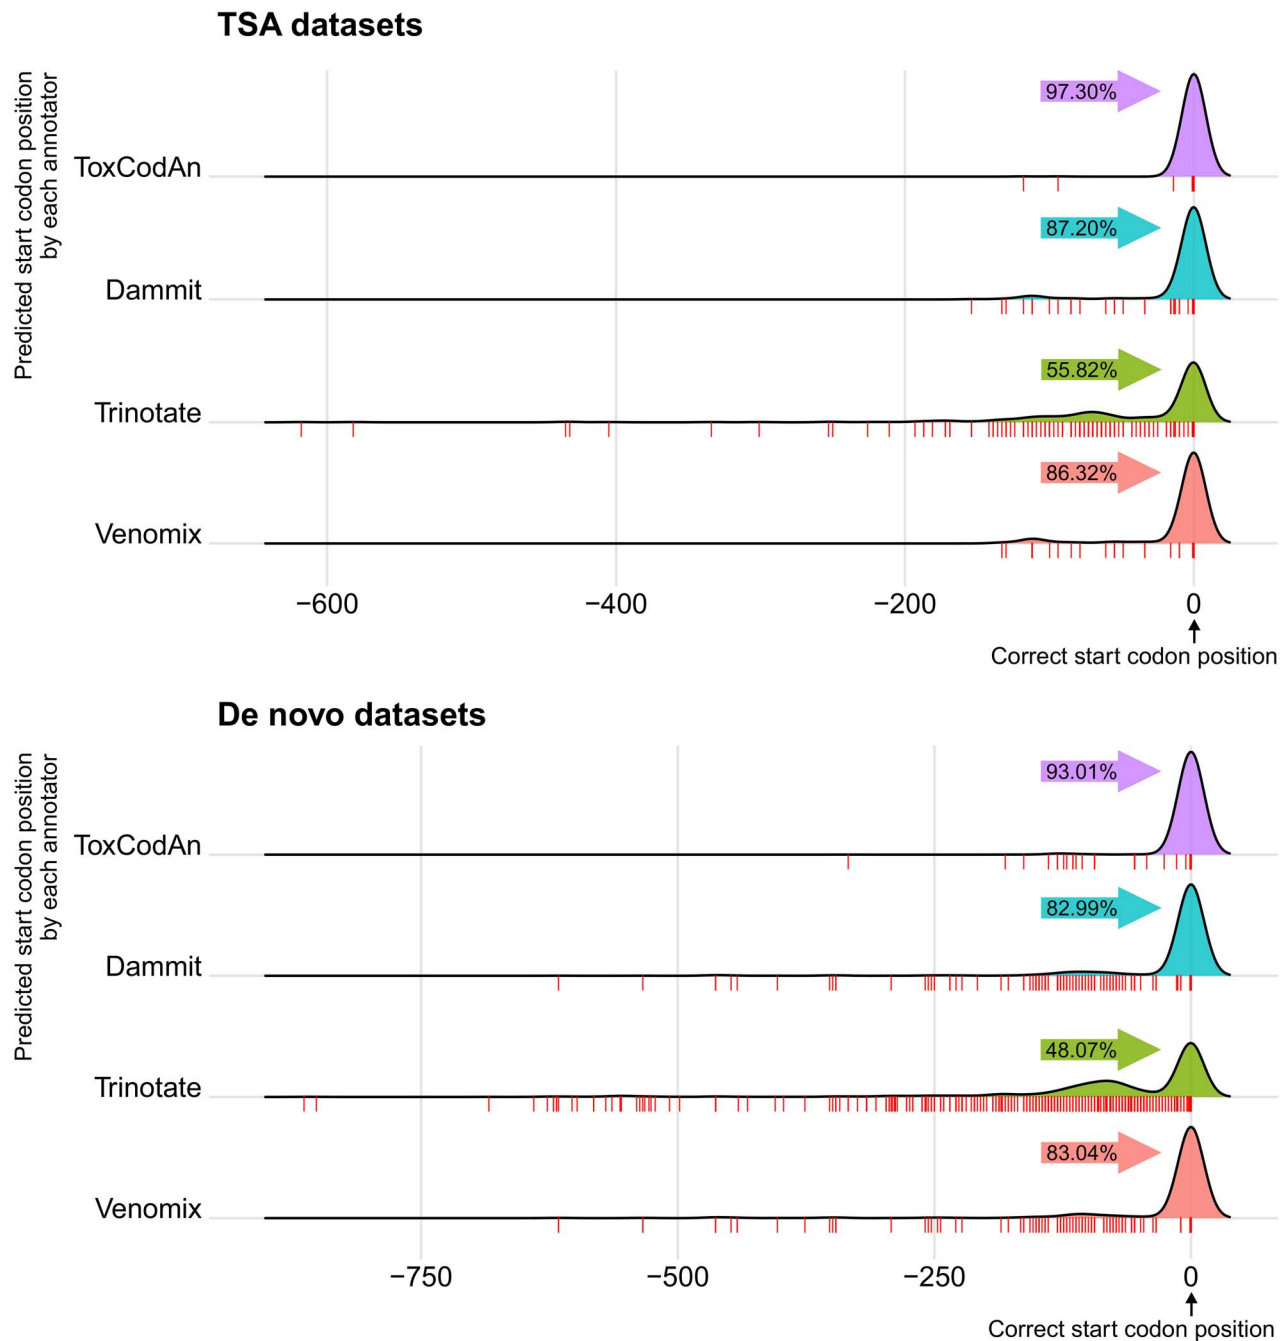 TSA datasets
Predicted start codon position
by each annotator
ToxCodAn
97.30%
Dammit
87.20%
Trinotate
55.82%
Venomix
86.32%
−600
−400
−200
0
Correct start codon position
De novo datasets
Predicted start codon position
by each annotator
ToxCodAn
93.01%
Dammit
82.99%
Trinotate
48.07%
Venomix
83.04%
−750
−500
−250
0
Correct start codon position